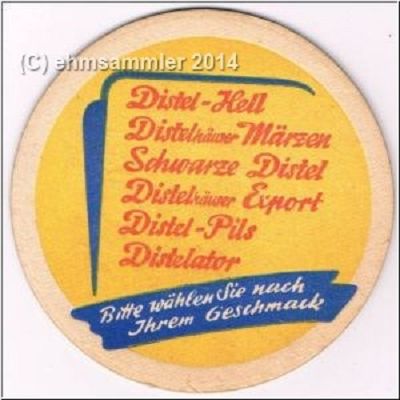 (C) ehmsammler 2014
Distel-Hell
Distelhäuser Märzen
Schwarze Distel
Distelhäuser Export
Distel-Pils
Distelator
Bitte wählen Sie nach
Ihrem Geschmack